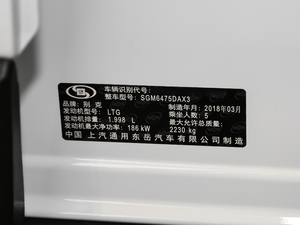 车辆识别代号:
整车型号: SGM6475DAX3
品牌: 别克 制造年月: 2018年03月
发动机型号: LTG 乘坐人数: 5
发动机排量: 1.998 L 最大允许总质量:
发动机最大净功率: 186 kW 2230 kg
中国 上汽通用东岳汽车有限公司制造